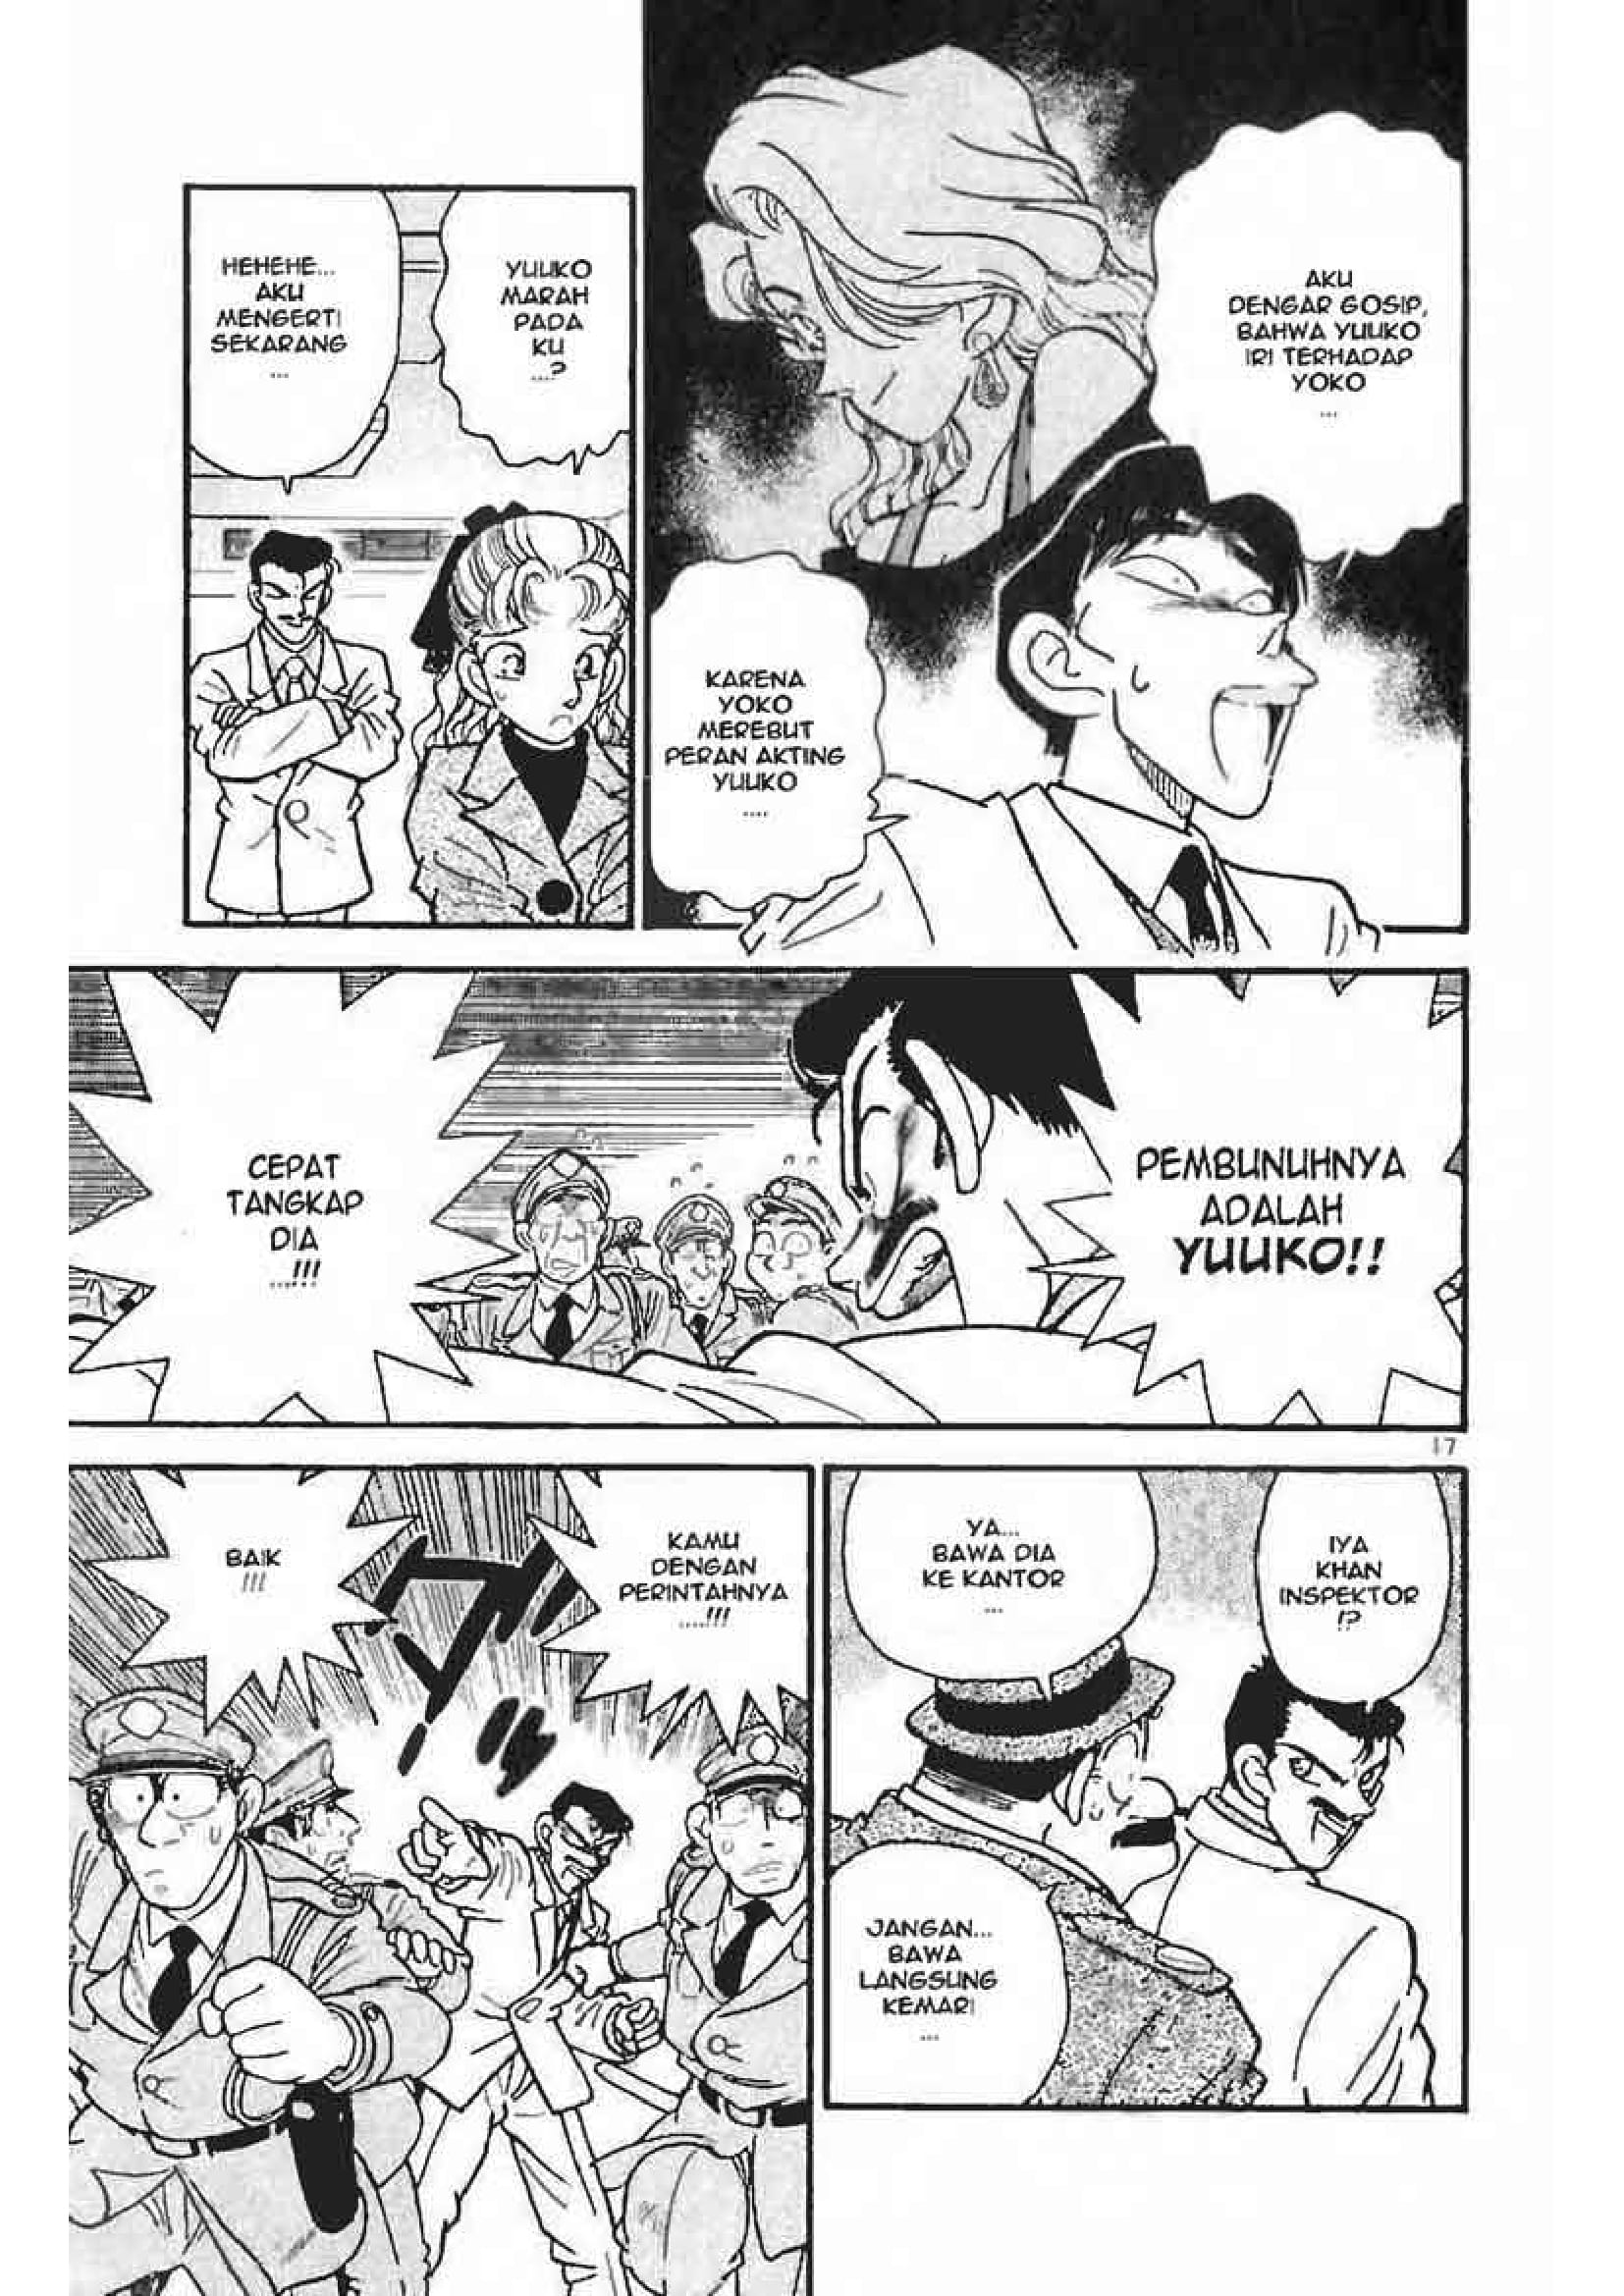 AKU
DENGAR GOSIP,
BAHWA YUUKO
IRI TERHADAP
YOKO
...
KARENA
YOKO
MEREBUT
PERAN AKTING
YUUKO
....
YUUKO
MARAH
PADA
KU
....?
HEHEHE...
AKU
MENGERTI
SEKARANG
...
PEMBUNUHNYA
ADALAH
YUUKO!!
CEPAT
TANGKAP
DIA
......!!!
17
IYA
KHAN
INSPEKTOR
!?
YA...
BAWA DIA
KE KANTOR
...
JANGAN...
BAWA
LANGSUNG
KEMARI
...
KAMU
DENGAN
PERINTAHNYA
.....!!!
BAIK
!!!